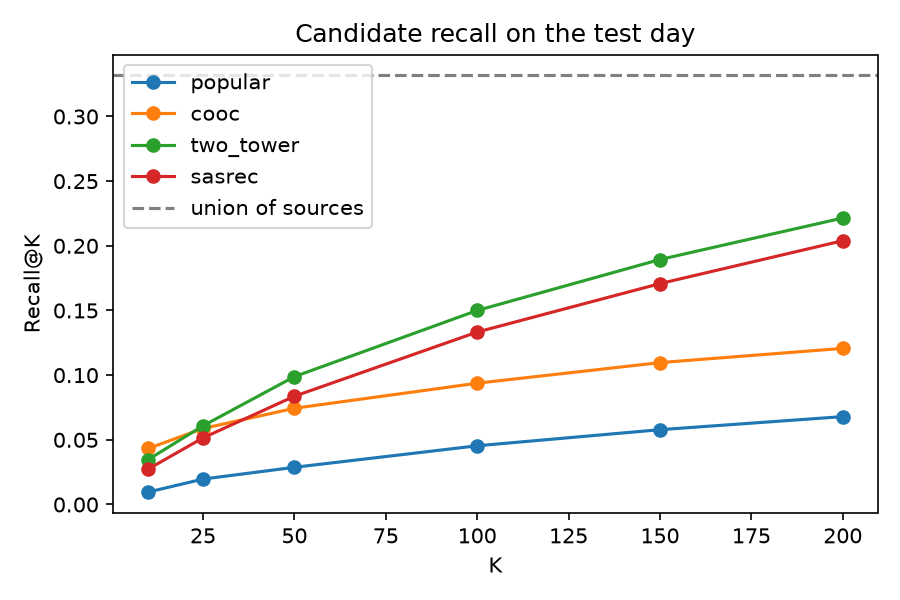 Candidate recall on the test day
popular
cooc
two_tower
sasrec
union of sources
Recall@K
0.30
0.25
0.20
0.15
0.10
0.05
0.00
25 50 75 100 125 150 175 200
K